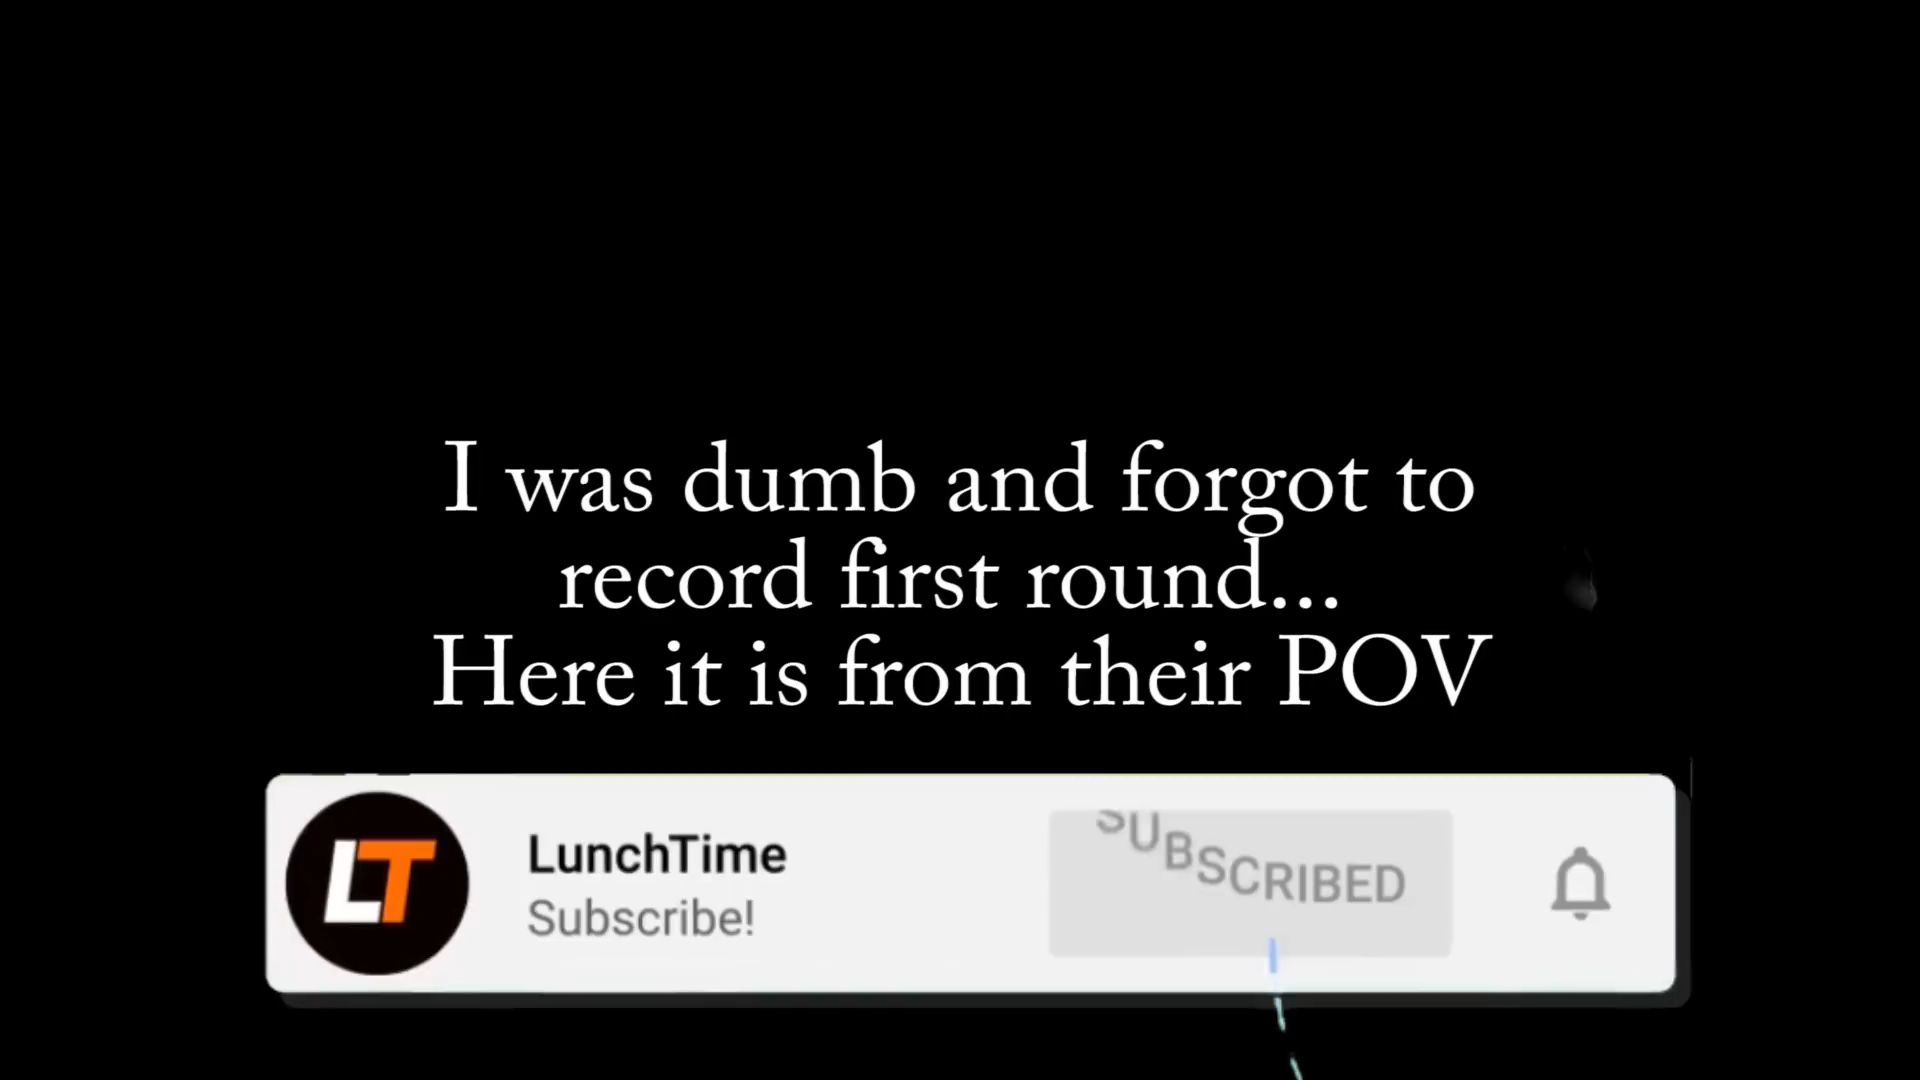 I was dumb and forgot to
record first round...
Here it is from their POV
LT
LunchTime
Subscribe!
SUBSCRIBED